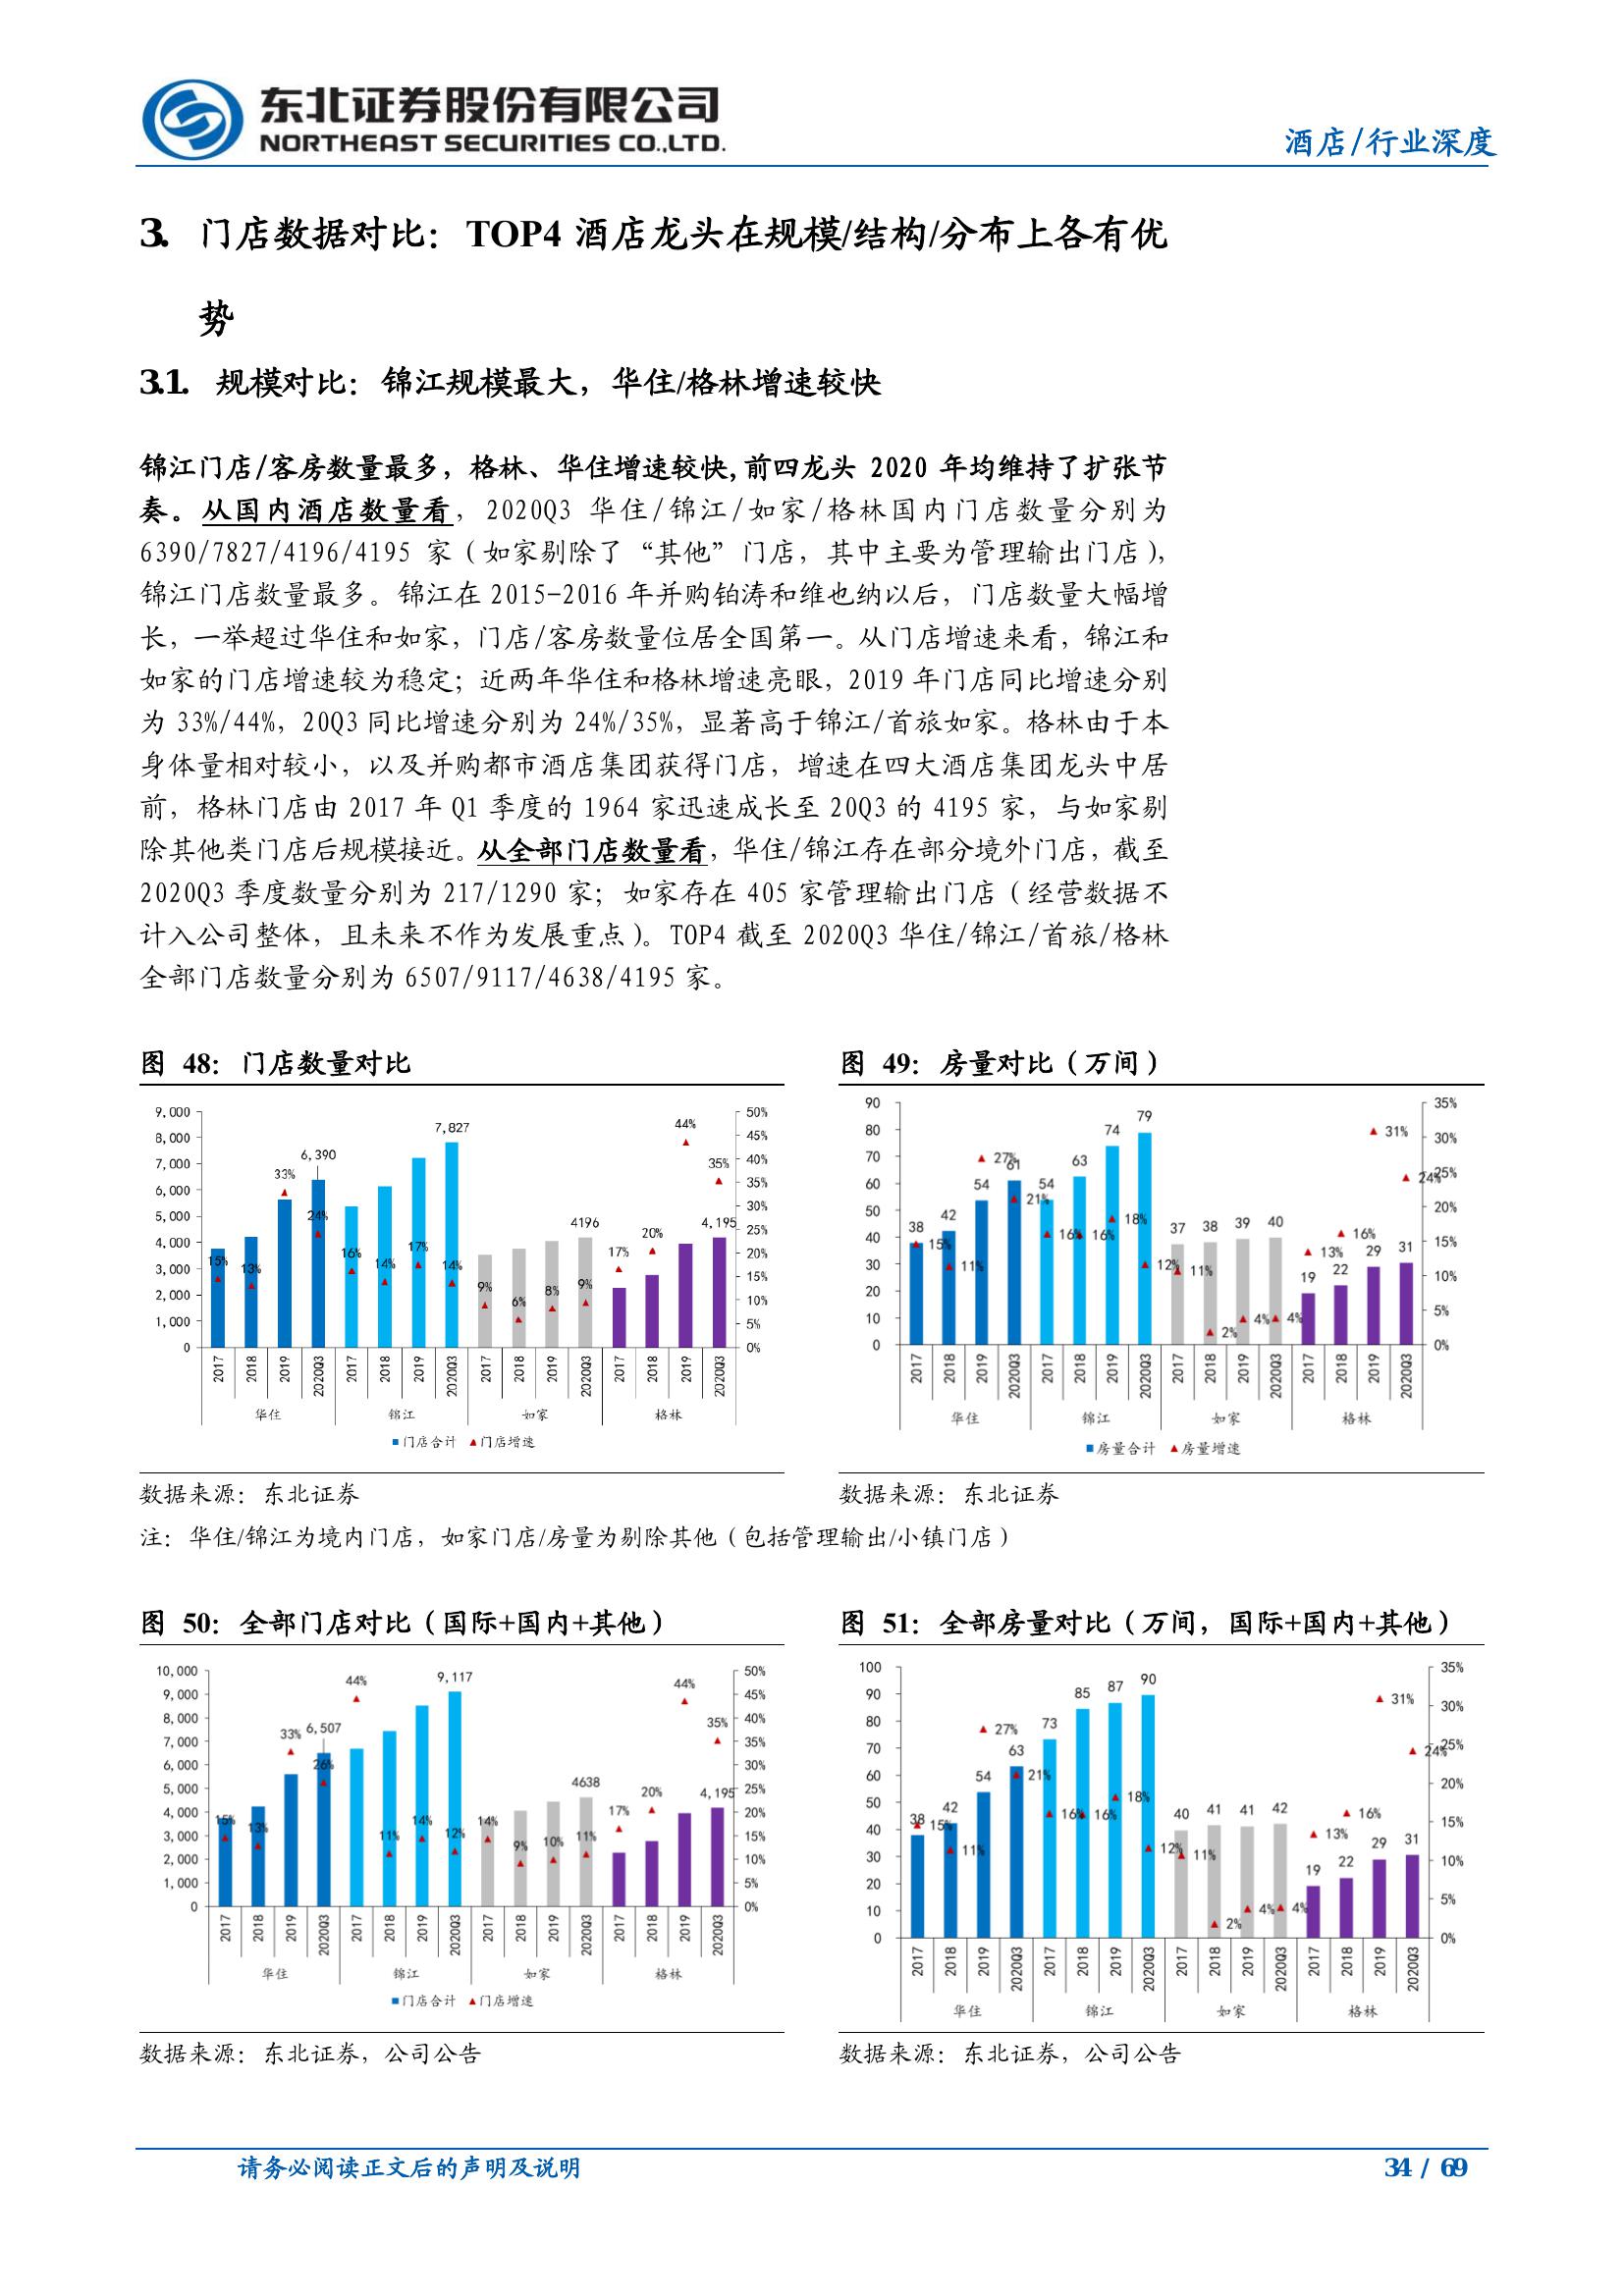 东北证券股份有限公司
NORTHEAST SECURITIES CO.,LTD.
酒店/行业深度
3. 门店数据对比：TOP4 酒店龙头在规模/结构/分布上各有优
势
3.1. 规模对比：锦江规模最大，华住/格林增速较快
锦江门店/客房数量最多，格林、华住增速较快,前四龙头 2020 年均维持了扩张节
奏。从国内酒店数量看，2020Q3 华住/锦江/如家/格林国内门店数量分别为
6390/7827/4196/4195 家（如家剔除了“其他”门店，其中主要为管理输出门店），
锦江门店数量最多。锦江在 2015-2016 年并购铂涛和维也纳以后，门店数量大幅增
长，一举超过华住和如家，门店/客房数量位居全国第一。从门店增速来看，锦江和
如家的门店增速较为稳定；近两年华住和格林增速亮眼，2019 年门店同比增速分别
为 33%/44%，20Q3 同比增速分别为 24%/35%，显著高于锦江/首旅如家。格林由于本
身体量相对较小，以及并购都市酒店集团获得门店，增速在四大酒店集团龙头中居
前，格林门店由 2017 年 Q1 季度的 1964 家迅速成长至 20Q3 的 4195 家，与如家剔
除其他类门店后规模接近。从全部门店数量看，华住/锦江存在部分境外门店，截至
2020Q3 季度数量分别为 217/1290 家；如家存在 405 家管理输出门店（经营数据不
计入公司整体，且未来不作为发展重点）。TOP4 截至 2020Q3 华住/锦江/首旅/格林
全部门店数量分别为 6507/9117/4638/4195 家。
图 48：门店数量对比
9,000
8,000
7,000
6,000
5,000
4,000
3,000
2,000
1,000
0
50%
45%
40%
35%
30%
25%
20%
15%
10%
5%
0%
15% 13% 33% 24% 6,390
16% 14% 17% 14% 7,827
9% 6% 8% 9% 4196
17% 20% 44% 35% 4,195
2017 2018 2019 2020Q3 2017 2018 2019 2020Q3 2017 2018 2019 2020Q3 2017 2018 2019 2020Q3
华住 锦江 如家 格林
门店合计 门店增速
数据来源：东北证券
图 49：房量对比（万间）
90
80
70
60
50
40
30
20
10
0
35%
30%
25%
20%
15%
10%
5%
0%
38 42 54 61 54 63 74 79 37 38 39 40 19 22 29 31
15% 11% 27% 21% 16% 16% 18% 12% 11% 2% 4% 4% 13% 16% 31% 24%
2017 2018 2019 2020Q3 2017 2018 2019 2020Q3 2017 2018 2019 2020Q3 2017 2018 2019 2020Q3
华住 锦江 如家 格林
房量合计 房量增速
数据来源：东北证券
注：华住/锦江为境内门店，如家门店/房量为剔除其他（包括管理输出/小镇门店）
图 50：全部门店对比（国际+国内+其他）
10,000
9,000
8,000
7,000
6,000
5,000
4,000
3,000
2,000
1,000
0
50%
45%
40%
35%
30%
25%
20%
15%
10%
5%
0%
15% 13% 33% 26% 6,507
44% 11% 14% 12% 9,117
14% 9% 10% 11% 4638
17% 20% 44% 35% 4,195
2017 2018 2019 2020Q3 2017 2018 2019 2020Q3 2017 2018 2019 2020Q3 2017 2018 2019 2020Q3
华住 锦江 如家 格林
门店合计 门店增速
数据来源：东北证券，公司公告
图 51：全部房量对比（万间，国际+国内+其他）
100
90
80
70
60
50
40
30
20
10
0
35%
30%
25%
20%
15%
10%
5%
0%
38 42 54 63 73 85 87 90 40 41 41 42 19 22 29 31
15% 11% 27% 21% 16% 16% 18% 12% 11% 2% 4% 4% 13% 16% 31% 24%
2017 2018 2019 2020Q3 2017 2018 2019 2020Q3 2017 2018 2019 2020Q3 2017 2018 2019 2020Q3
华住 锦江 如家 格林
数据来源：东北证券，公司公告
请务必阅读正文后的声明及说明
34 / 69